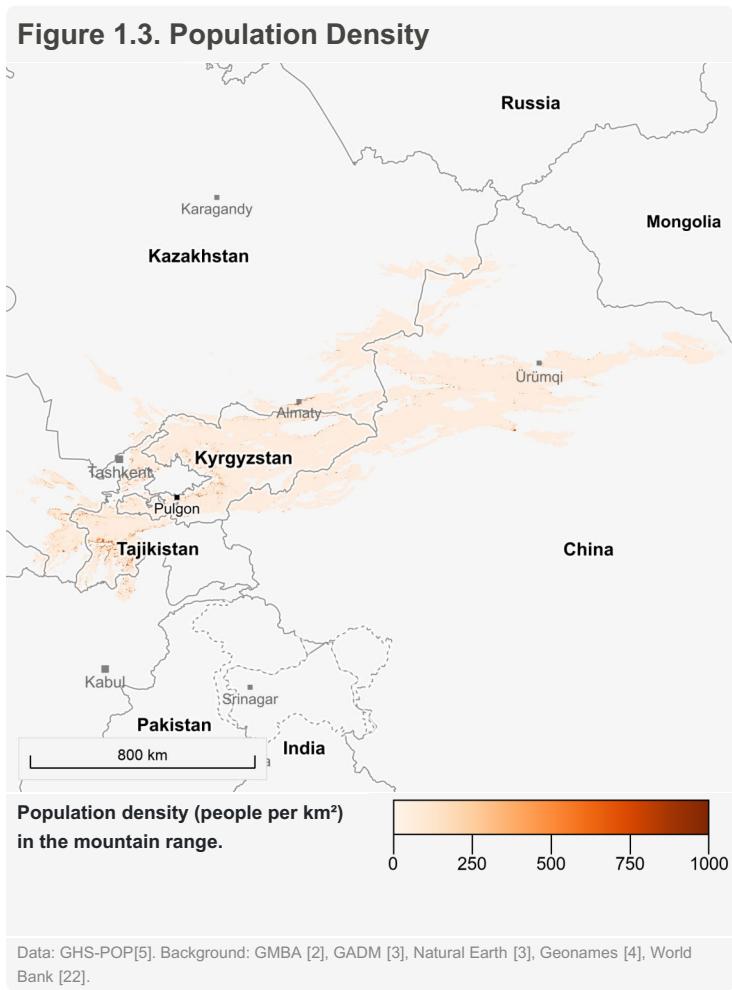 Figure 1.3. Population Density
Russia
Karagandy
Mongolia
Kazakhstan
Ürümqi
Almaty
Kyrgyzstan
Tashkent
Pulgon
Tajikistan
China
Kabul
Srinagar
Pakistan
India
800 km
Population density (people per km²)
in the mountain range.
0 250 500 750 1000
Data: GHS-POP[5]. Background: GMBA [2], GADM [3], Natural Earth [3], Geonames [4], World
Bank [22].